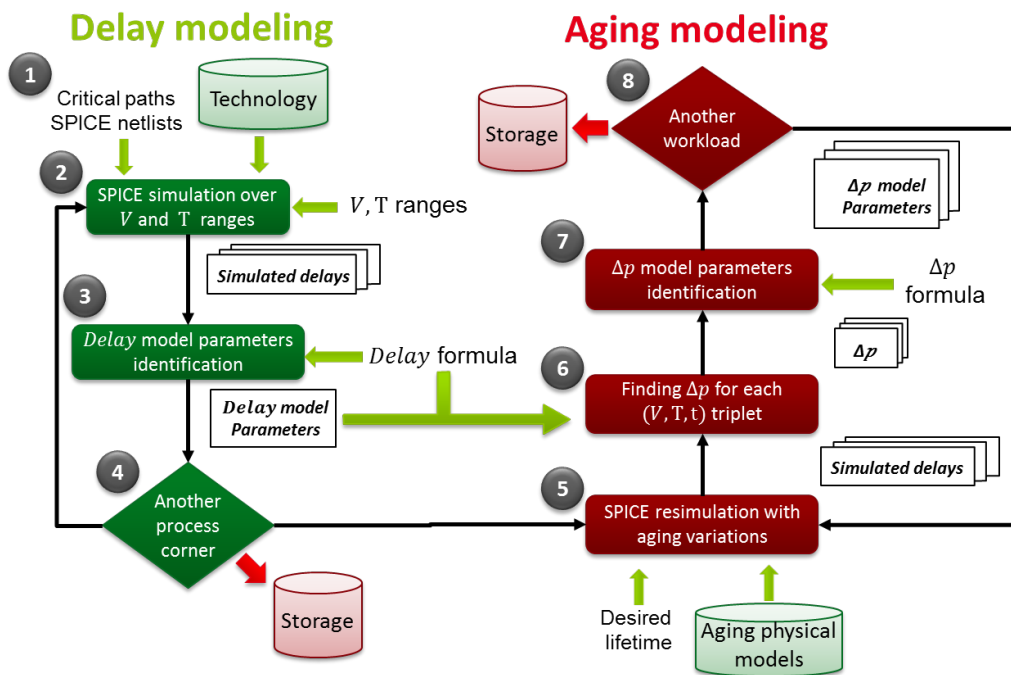 Delay modeling
1
Critical paths
SPICE netlists
Technology
2
SPICE simulation over
V and T ranges
V, T ranges
Simulated delays
3
Delay model parameters
identification
Delay formula
Delay model
Parameters
4
Another
process
corner
Storage
Aging modeling
8
Another
workload
Storage
Δp model
Parameters
7
Δp model parameters
identification
Δp
formula
Δp
6
Finding Δp for each
(V, T, t) triplet
Simulated delays
5
SPICE resimulation with
aging variations
Desired
lifetime
Aging physical
models